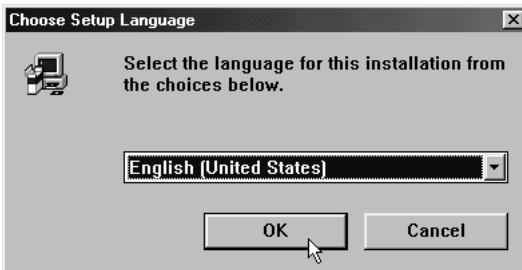 Choose Setup Language
Select the language for this installation from
the choices below.
English (United States)
OK
Cancel